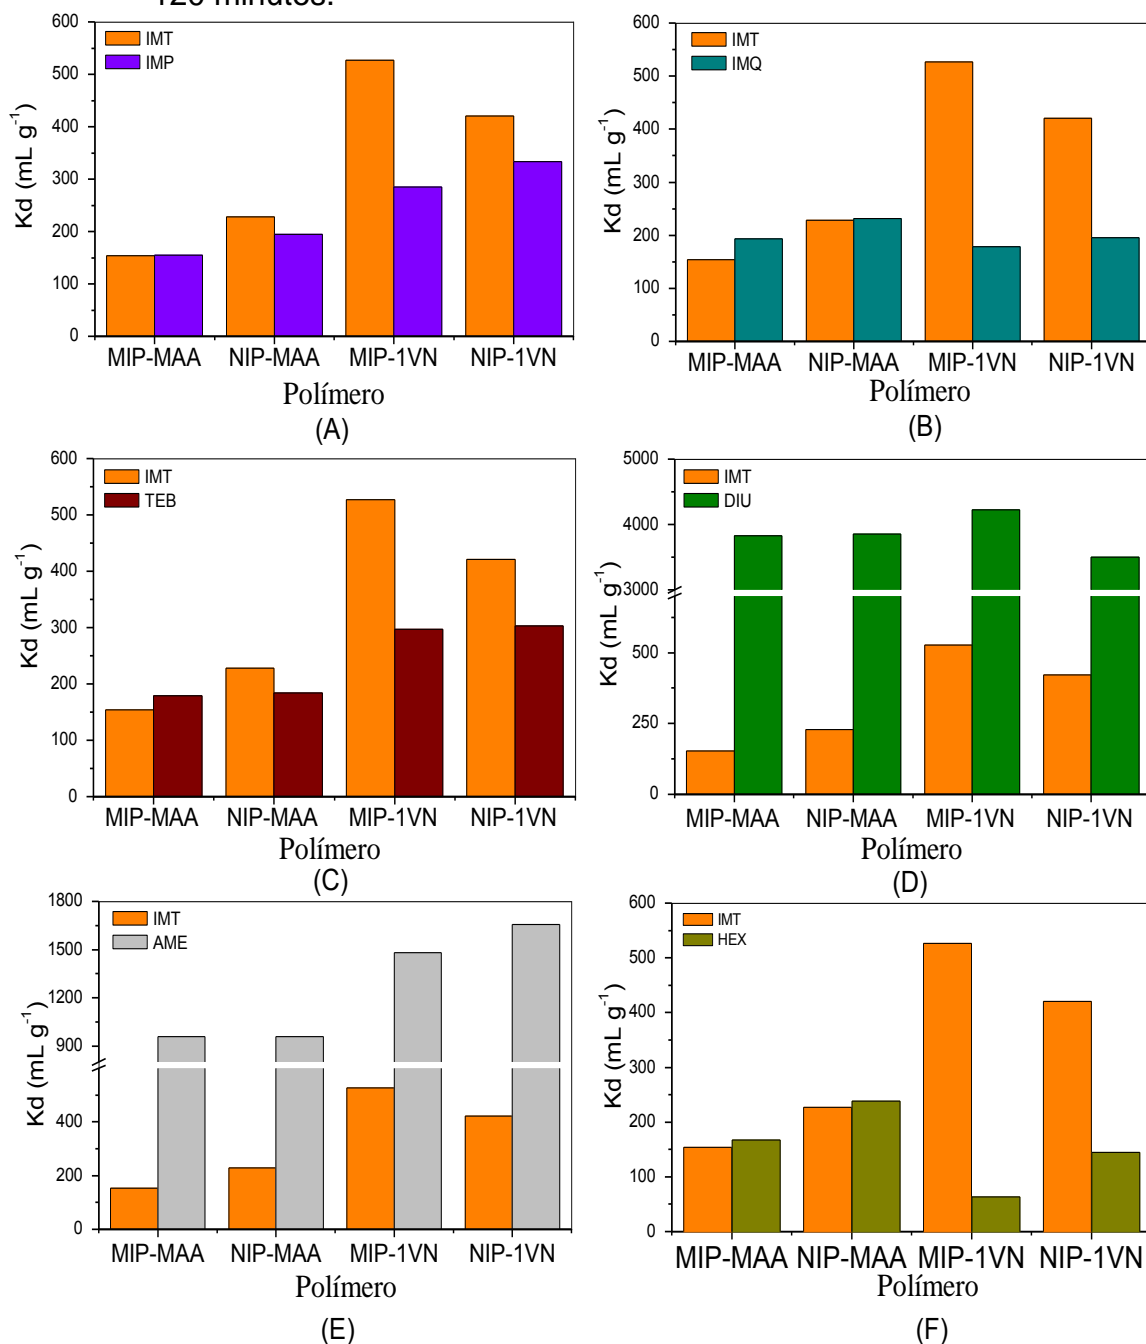 120 minutos.
600
500
400
300
200
100
0
Kd (mL g-1)
IMT
IMP
MIP-MAA NIP-MAA MIP-1VN NIP-1VN
Polímero
(A)
600
500
400
300
200
100
0
Kd (mL g-1)
IMT
IMQ
MIP-MAA NIP-MAA MIP-1VN NIP-1VN
Polímero
(B)
600
500
400
300
200
100
0
Kd (mL g-1)
IMT
TEB
MIP-MAA NIP-MAA MIP-1VN NIP-1VN
Polímero
(C)
5000
4000
3000
500
250
0
Kd (mL g-1)
IMT
DIU
MIP-MAA NIP-MAA MIP-1VN NIP-1VN
Polímero
(D)
1800
1500
1200
900
400
200
0
Kd (mL g-1)
IMT
AME
MIP-MAA NIP-MAA MIP-1VN NIP-1VN
Polímero
(E)
600
500
400
300
200
100
0
Kd (mL g-1)
IMT
HEX
MIP-MAA NIP-MAA MIP-1VN NIP-1VN
Polímero
(F)